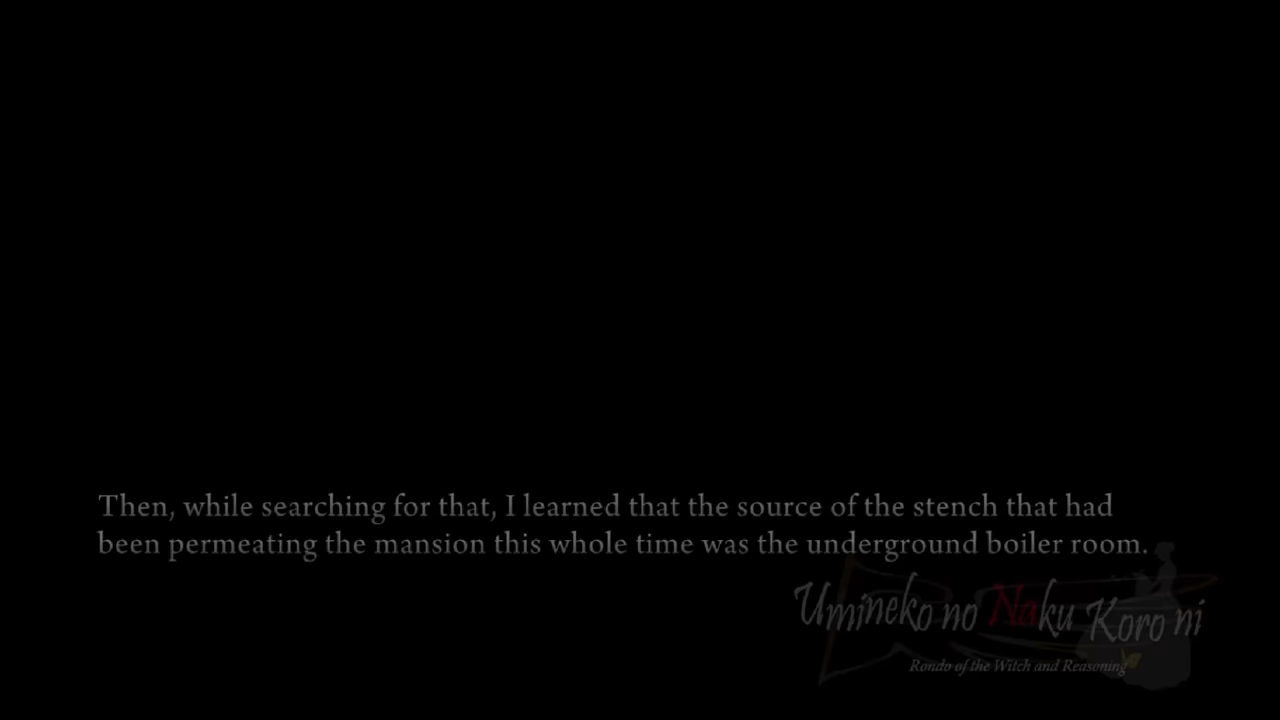 Then, while searching for that, I learned that the source of the stench that had
been permeating the mansion this whole time was the underground boiler room.
Umineko no Naku Koro ni
Rondo of the Witch and Reasoning